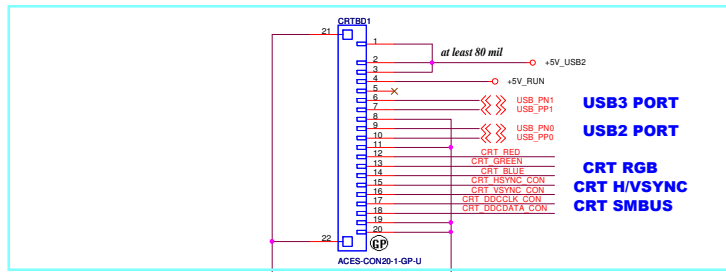 CRTBD1
21
1
at least 80 mil
2
+5V_USB2
3
4
+5V_RUN
5
6
USB_PN1
USB3 PORT
7
USB_PP1
8
9
USB_PN0
USB2 PORT
10
USB_PP0
11
12
CRT_RED
13
CRT_GREEN
CRT RGB
14
CRT_BLUE
15
CRT_HSYNC_CON
CRT H/VSYNC
16
CRT_VSYNC_CON
17
CRT_DDCCLK_CON
CRT SMBUS
18
CRT_DDCDATA_CON
19
20
22
GP
ACES-CON20-1-GP-U